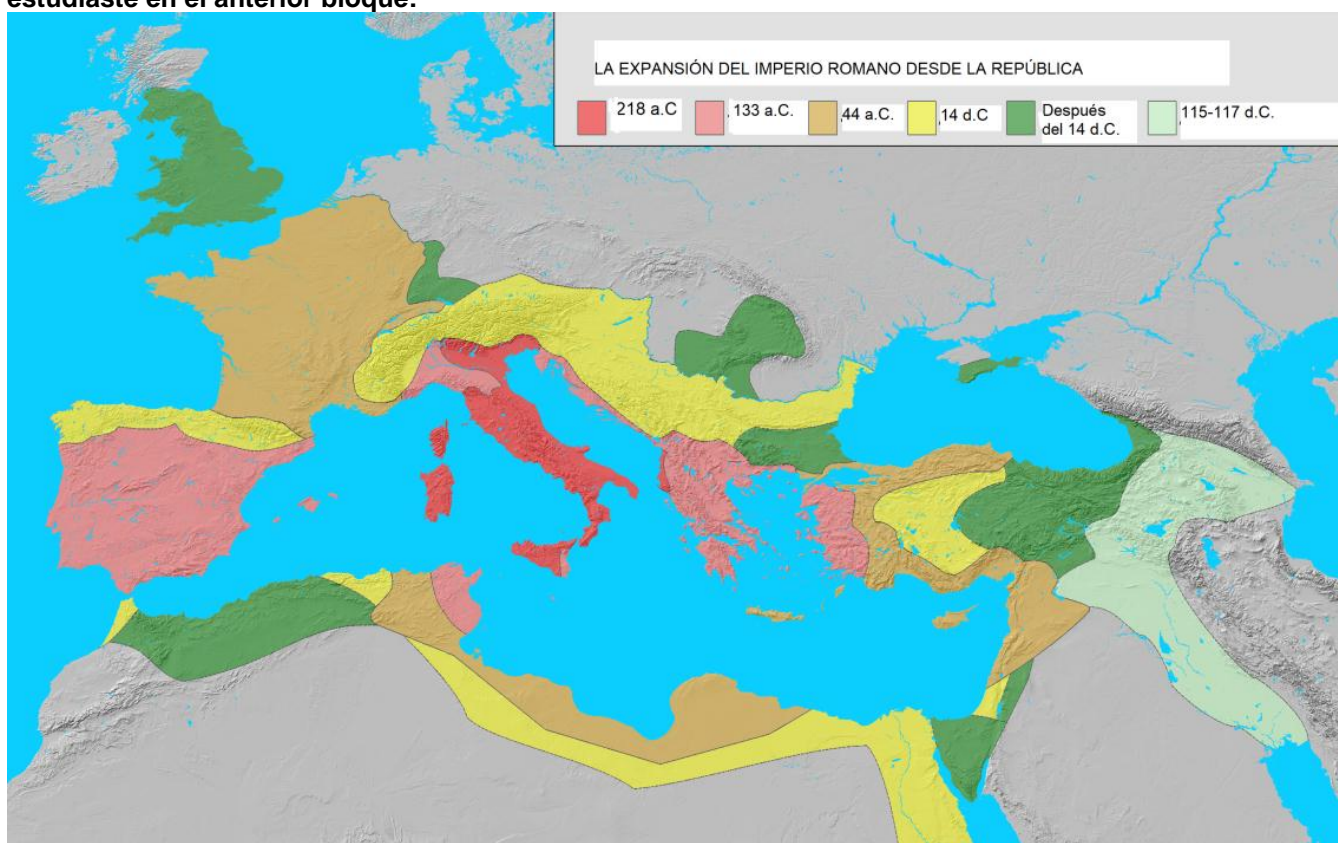 estudiaste en el anterior bloque:
LA EXPANSIÓN DEL IMPERIO ROMANO DESDE LA REPÚBLICA
218 a.C
133 a.C.
44 a.C.
14 d.C
Después
del 14 d.C.
115-117 d.C.